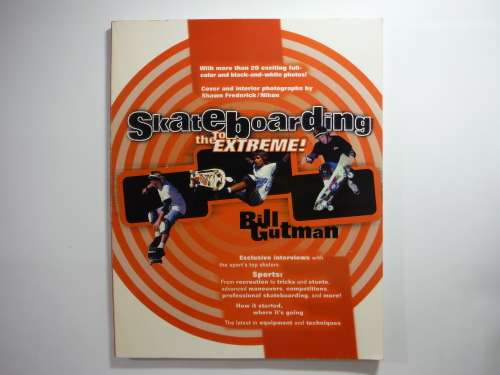 With more than 20 exciting full-
color and black-and-white photos!
Cover and interior photographs by
Shawn Frederick/Nihon
Skateboarding
to
the EXTREME!
Bill
Gutman
Exclusive interviews with
the sport's top skaters
Sports:
From recreation to tricks and stunts,
advanced maneuvers, competitions,
professional skateboarding, and more!
How it started,
where it's going
The latest in equipment and techniques